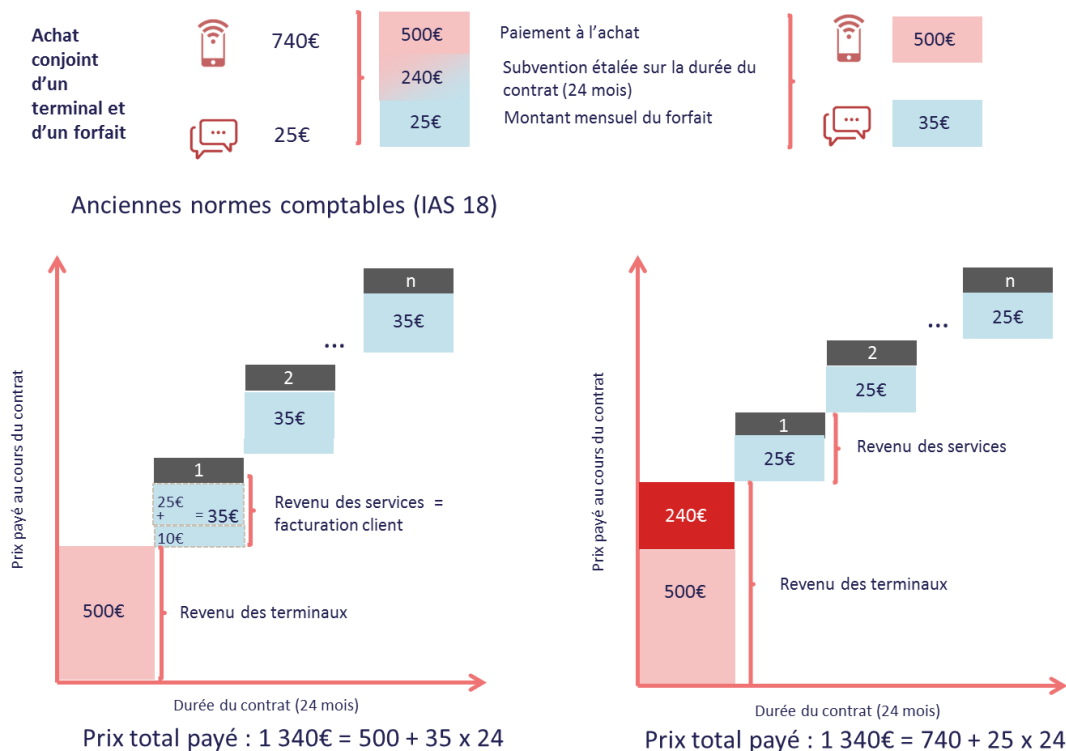 Achat
conjoint
d'un
terminal et
d'un forfait
740€
25€
500€
240€
25€
Paiement à l'achat
Subvention étalée sur la durée du
contrat (24 mois)
Montant mensuel du forfait
500€
35€
Anciennes normes comptables (IAS 18)
Prix payé au cours du contrat
n
35€
...
2
35€
1
25€
+
= 35€
10€
Revenu des services =
facturation client
500€
Revenu des terminaux
Durée du contrat (24 mois)
Prix total payé : 1 340€ = 500 + 35 x 24
Prix payé au cours du contrat
n
25€
...
2
25€
1
25€
Revenu des services
240€
500€
Revenu des terminaux
Durée du contrat (24 mois)
Prix total payé : 1 340€ = 740 + 25 x 24